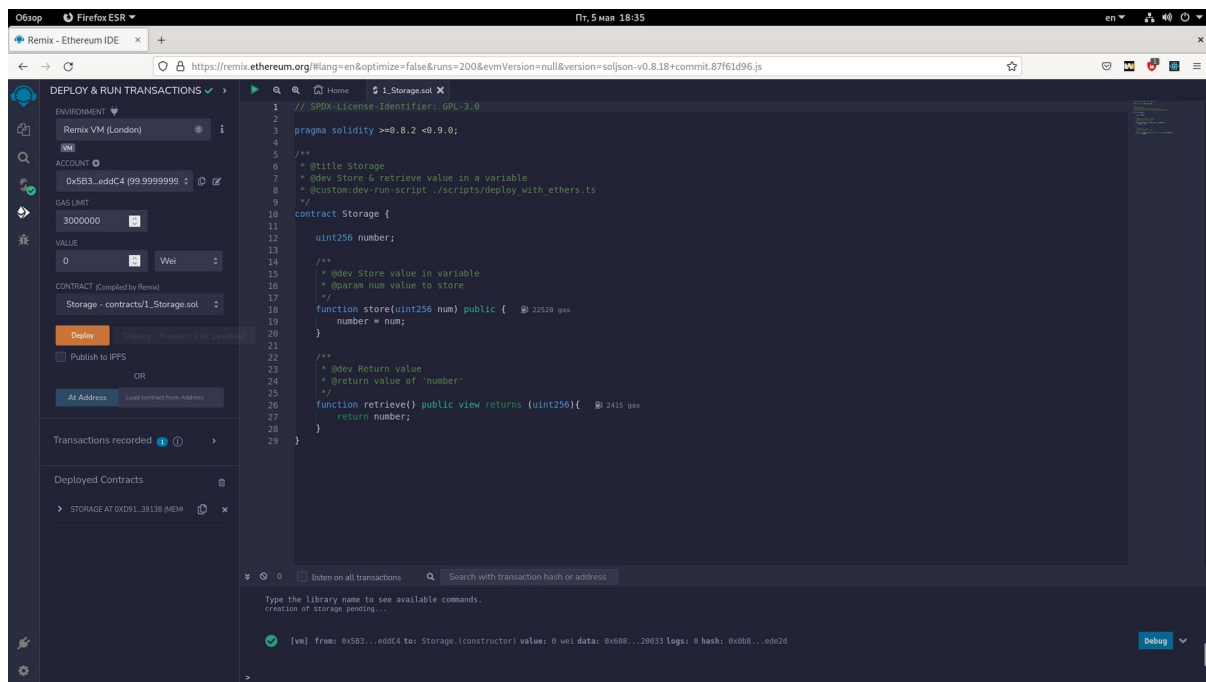 Обзор Firefox ESR Пт, 5 мая 18:35 en
Remix - Ethereum IDE × +
https://remix.ethereum.org/#lang=en&optimize=false&runs=200&evmVersion=null&version=soljson-v0.8.18+commit.87f61d96.js
DEPLOY & RUN TRANSACTIONS
ENVIRONMENT
Remix VM (London)
VM
ACCOUNT
0x5B3...eddC4 (99.9999999
GAS LIMIT
3000000
VALUE
0 Wei
CONTRACT (Compiled by Remix)
Storage - contracts/1_Storage.sol
Deploy Deploy - transact (not payable)
Publish to IPFS
OR
At Address Load contract from Address
Transactions recorded 1
Deployed Contracts
STORAGE AT 0XD91...39138 (MEM
Home 1_Storage.sol
1 // SPDX-License-Identifier: GPL-3.0
2
3 pragma solidity >=0.8.2 <0.9.0;
4
5 /**
6 * @title Storage
7 * @dev Store & retrieve value in a variable
8 * @custom:dev-run-script ./scripts/deploy_with_ethers.ts
9 */
10 contract Storage {
11
12 uint256 number;
13
14 /**
15 * @dev Store value in variable
16 * @param num value to store
17 */
18 function store(uint256 num) public { 22520 gas
19 number = num;
20 }
21
22 /**
23 * @dev Return value
24 * @return value of 'number'
25 */
26 function retrieve() public view returns (uint256){ 2415 gas
27 return number;
28 }
29 }
0 listen on all transactions Search with transaction hash or address
Type the library name to see available commands.
creation of Storage pending...
[vm] from: 0x5B3...eddC4 to: Storage.(constructor) value: 0 wei data: 0x608...20033 logs: 0 hash: 0x0b8...ede2d Debug
>